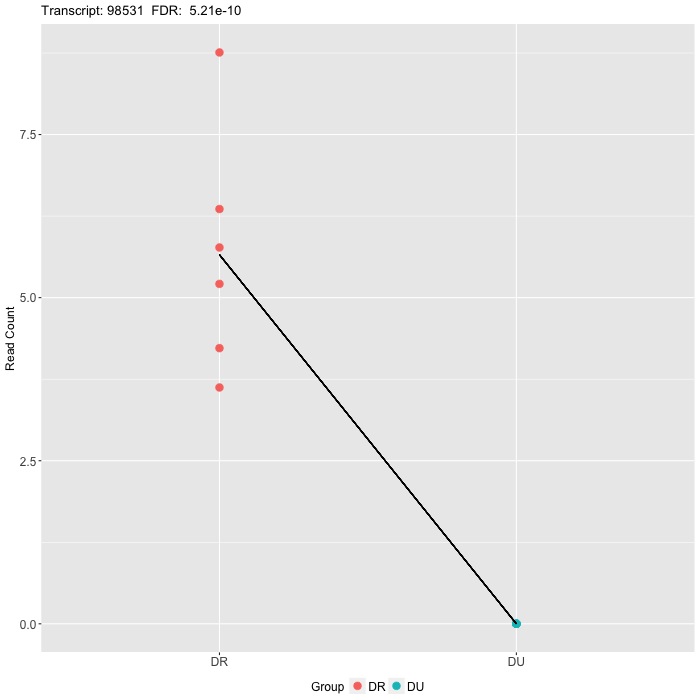 Transcript: 98531  FDR:  5.21e-10
7.5
5.0
2.5
0.0
Read Count
DR DU
Group DR DU